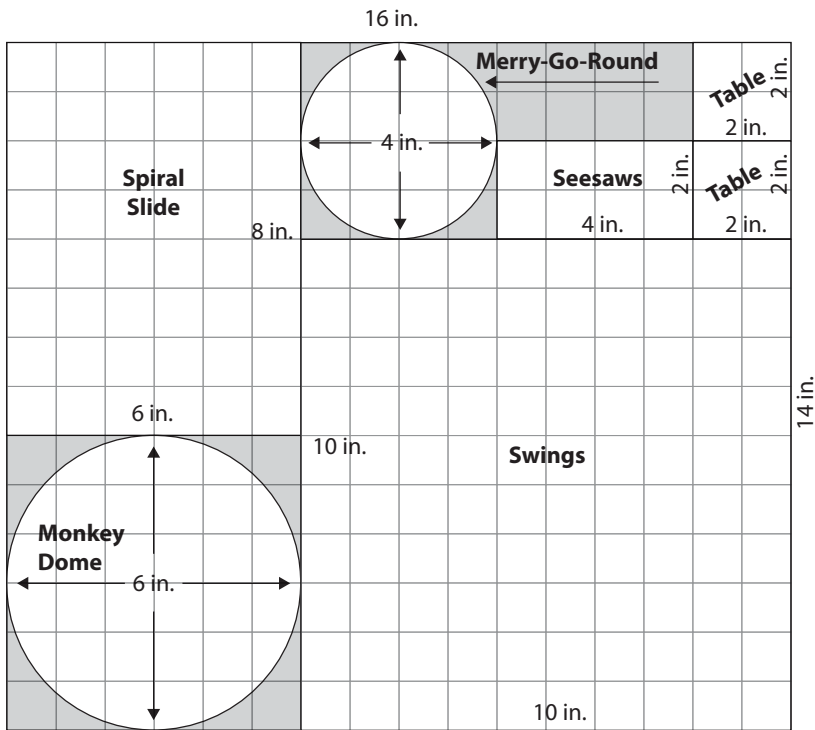 16 in.
Merry-Go-Round
Table
2 in.
2 in.
4 in.
Spiral
Slide
Seesaws
2 in.
Table
2 in.
8 in.
4 in.
2 in.
14 in.
6 in.
10 in.
Swings
Monkey
Dome
6 in.
10 in.